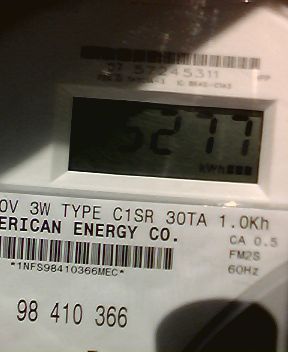 57245311
5277
kWh
0V 3W TYPE C1SR 30TA 1.0Kh
ERICAN ENERGY CO.
CA 0.5
*1NFS98410366MEC*
FM2S
60Hz
98 410 366